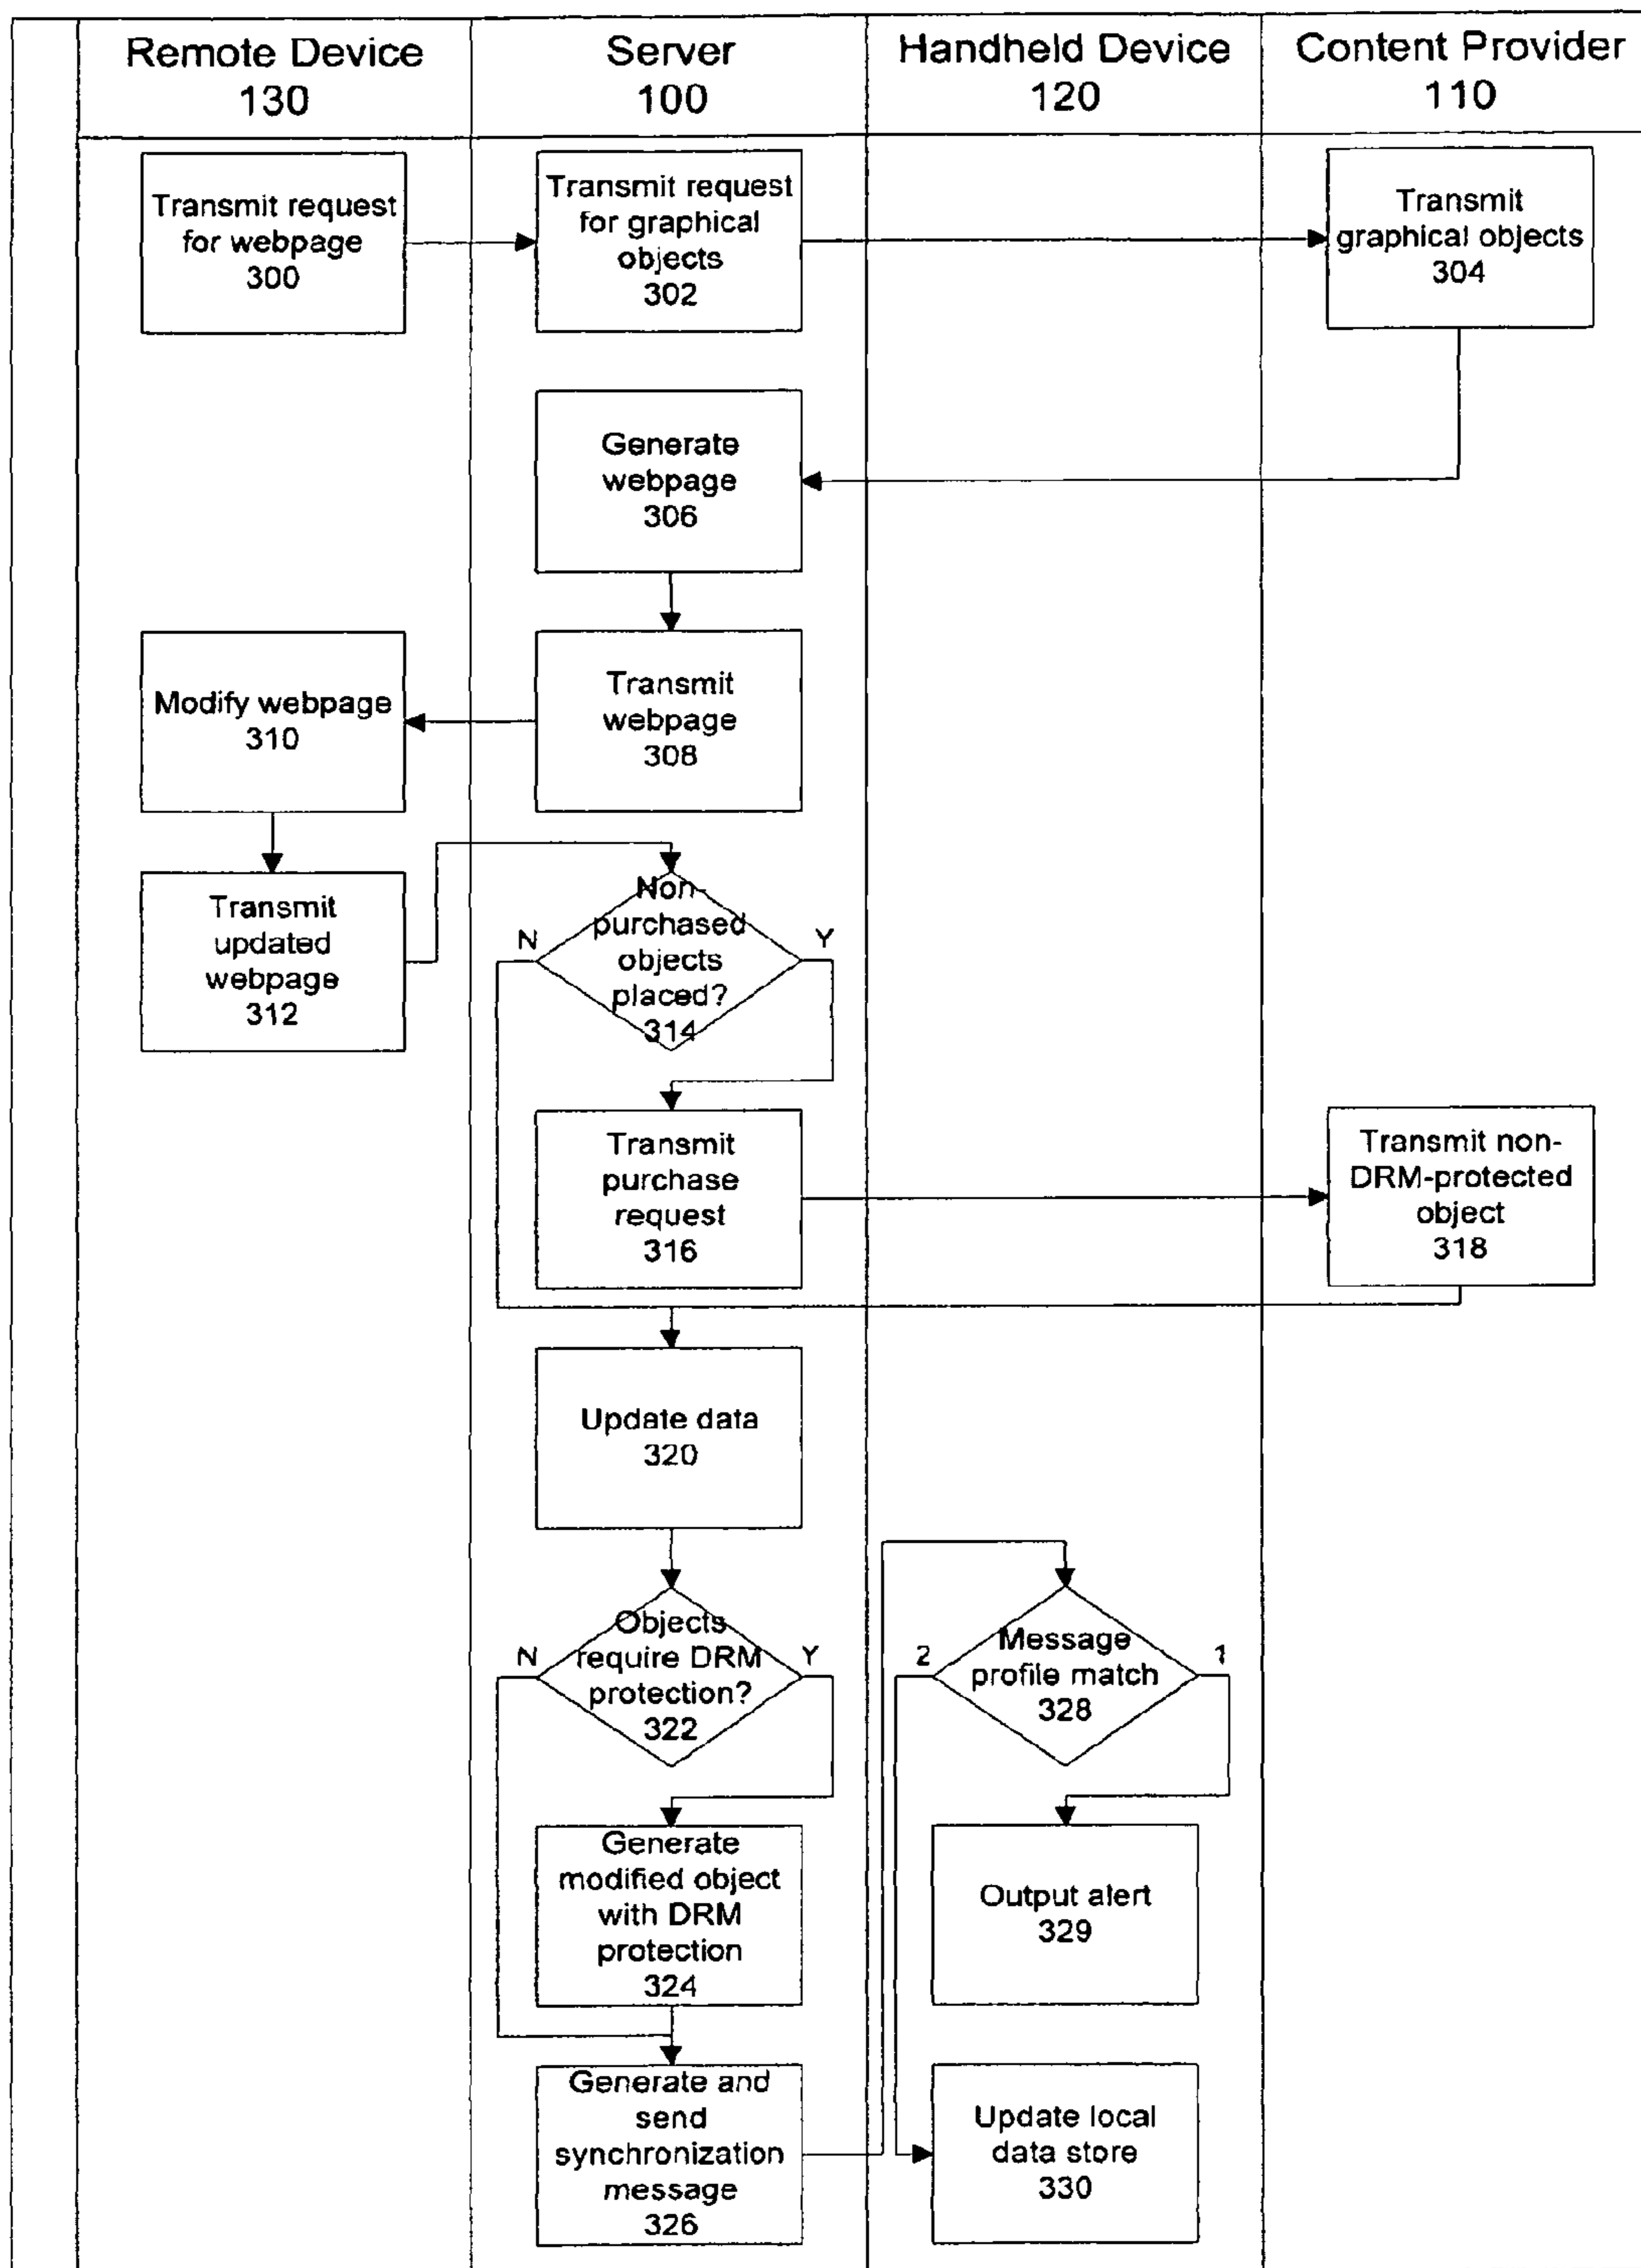 Remote Device
130
Server
100
Handheld Device
120
Content Provider
110
Transmit request
for webpage
300
Transmit request
for graphical
objects
302
Transmit
graphical objects
304
Generate
webpage
306
Modify webpage
310
Transmit
webpage
308
Transmit
updated
webpage
312
N
Non-
purchased
objects
placed?
314
Y
Transmit
purchase
request
316
Transmit non-
DRM-protected
object
318
Update data
320
N
Objects
require DRM
protection?
322
Y
2
Message
profile match
328
1
Generate
modified object
with DRM
protection
324
Output alert
329
Generate and
send
synchronization
message
326
Update local
data store
330